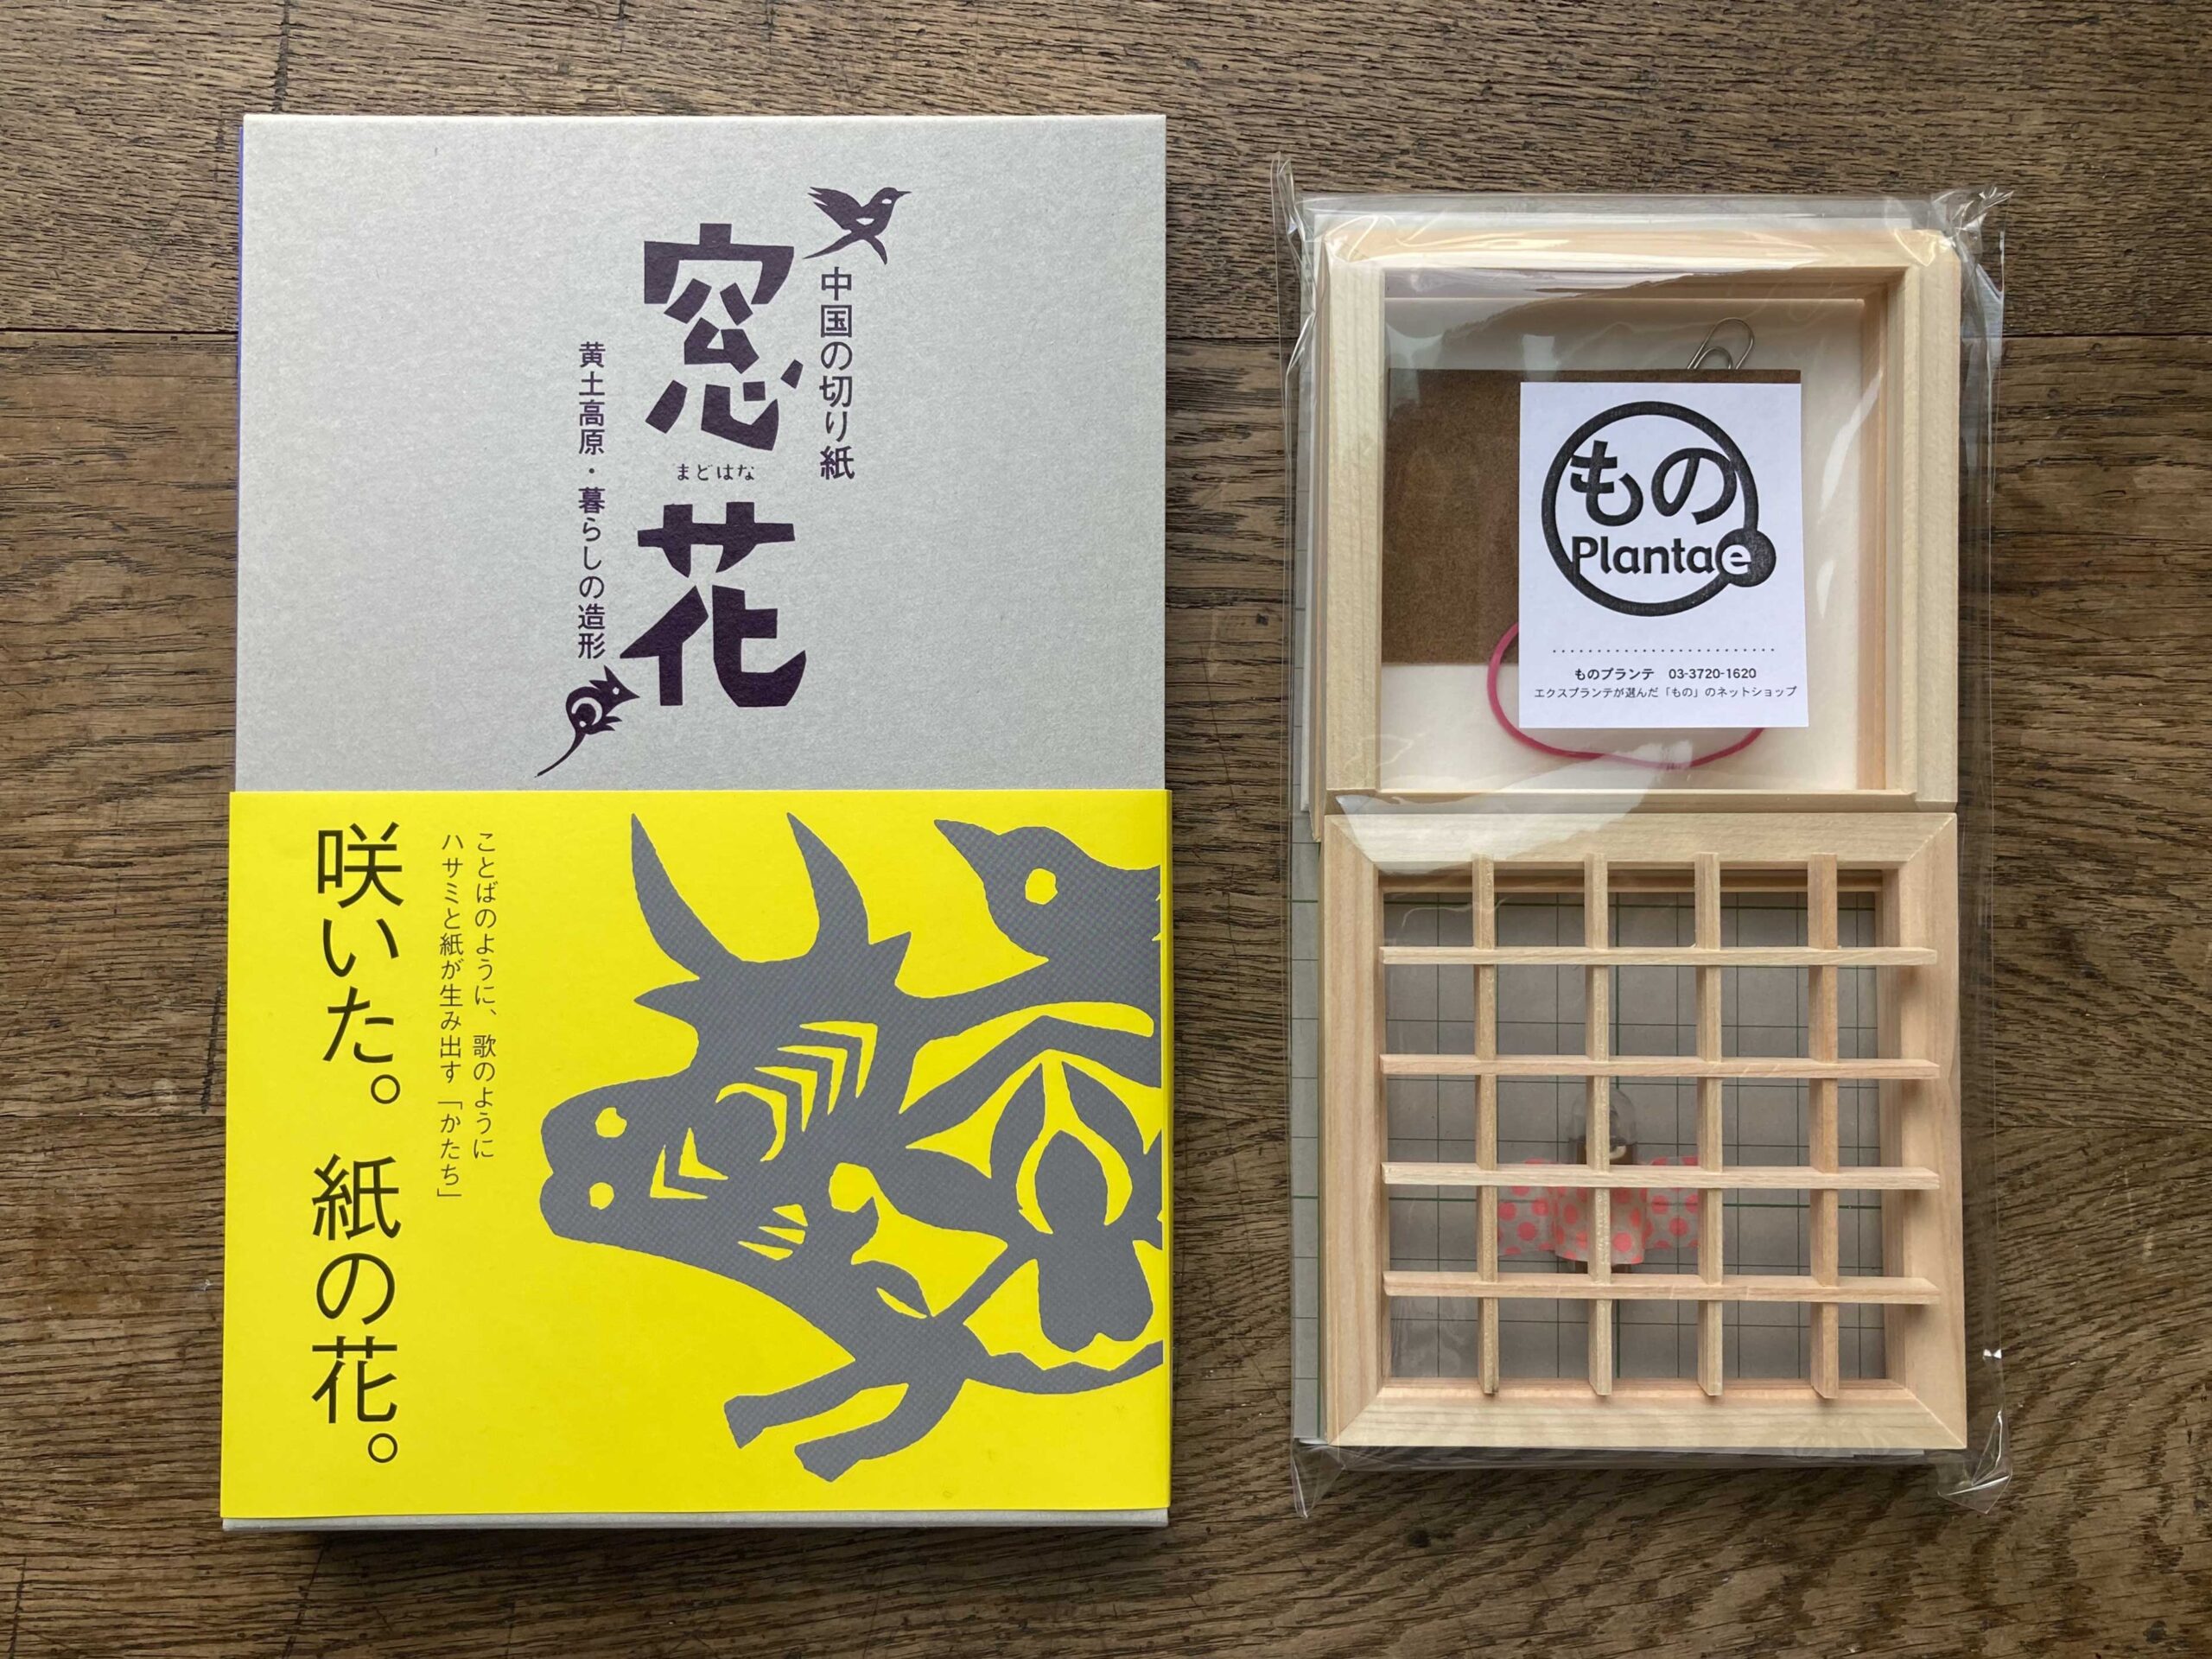 中国の切り紙
窓花
まどはな
黄土高原・暮らしの造形
ことばのように、歌のように
ハサミと紙が生み出す「かたち」
咲いた。紙の花。
もの
Plantae
ものプランテ 03-3720-1620
エクスプランテが選んだ「もの」のネットショップ